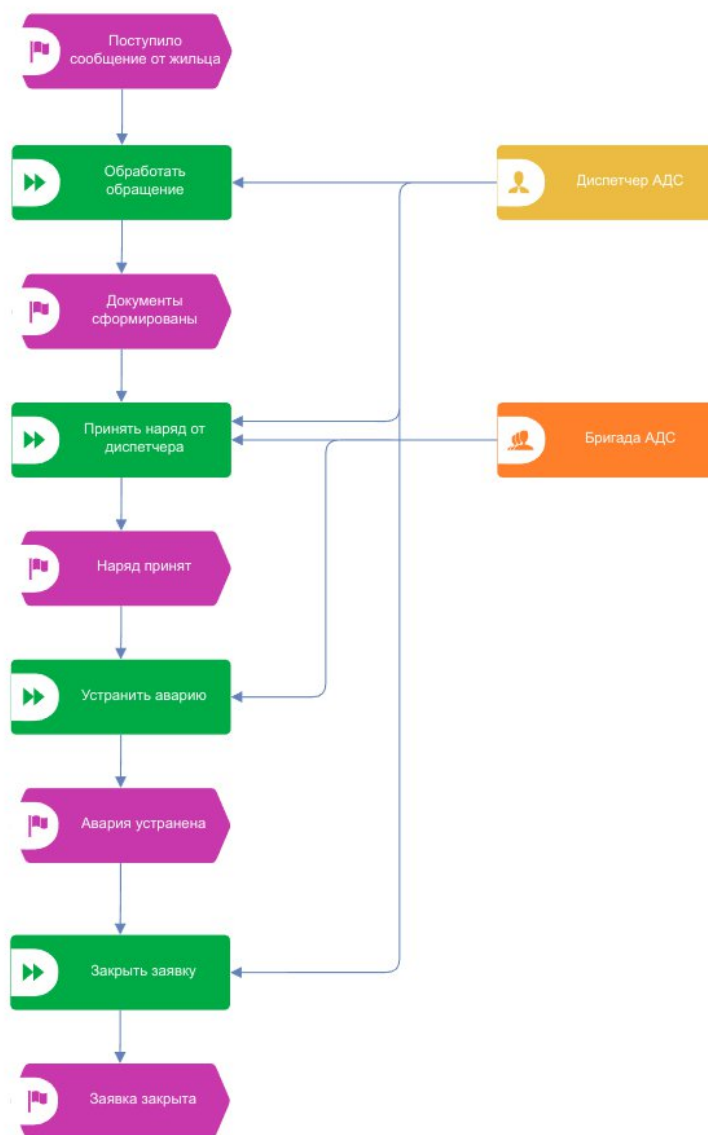 Поступило
сообщение от жильца
Обработать
обращение
Диспетчер АДС
Документы
сформированы
Принять наряд от
диспетчера
Бригада АДС
Наряд принят
Устранить аварию
Авария устранена
Закрыть заявку
Заявка закрыта